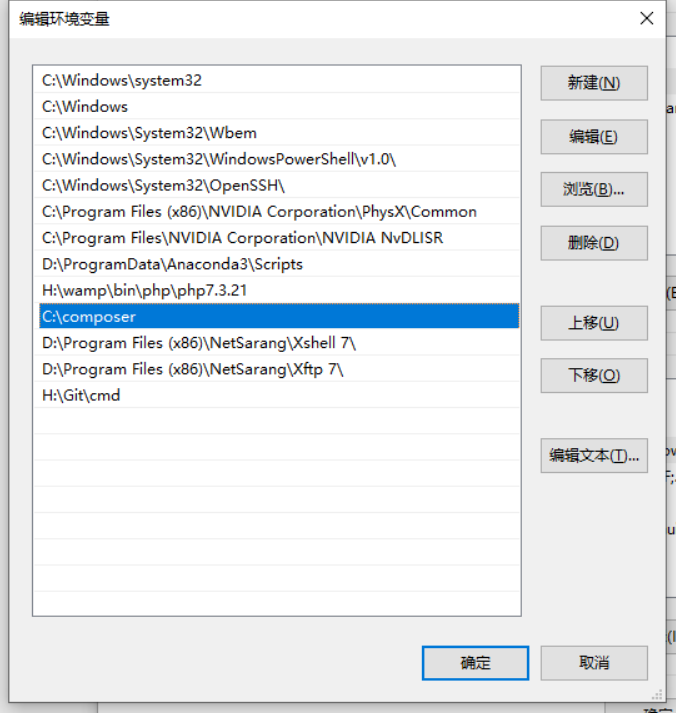 编辑环境变量
C:\Windows\system32
C:\Windows
C:\Windows\System32\Wbem
C:\Windows\System32\WindowsPowerShell\v1.0\
C:\Windows\System32\OpenSSH\
C:\Program Files (x86)\NVIDIA Corporation\PhysX\Common
C:\Program Files\NVIDIA Corporation\NVIDIA NvDLISR
D:\ProgramData\Anaconda3\Scripts
H:\wamp\bin\php\php7.3.21
C:\composer
D:\Program Files (x86)\NetSarang\Xshell 7\
D:\Program Files (x86)\NetSarang\Xftp 7\
H:\Git\cmd
新建(N)
编辑(E)
浏览(B)...
删除(D)
上移(U)
下移(O)
编辑文本(T)...
确定
取消